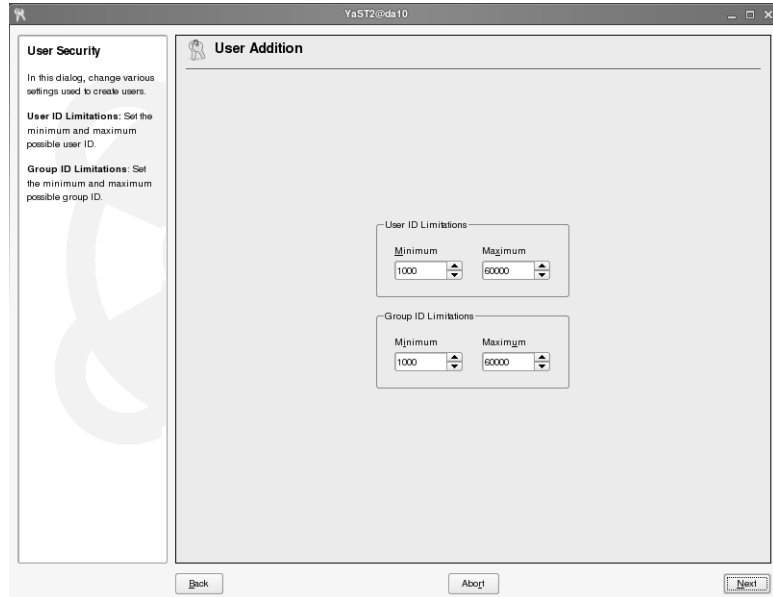 YaST2@da10
User Security
In this dialog, change various
settings used to create users.
User ID Limitations: Set the
minimum and maximum
possible user ID.
Group ID Limitations: Set
the minimum and maximum
possible group ID.
User Addition
User ID Limitations
Minimum Maximum
1000 60000
Group ID Limitations
Minimum Maximum
1000 60000
Back Abort Next